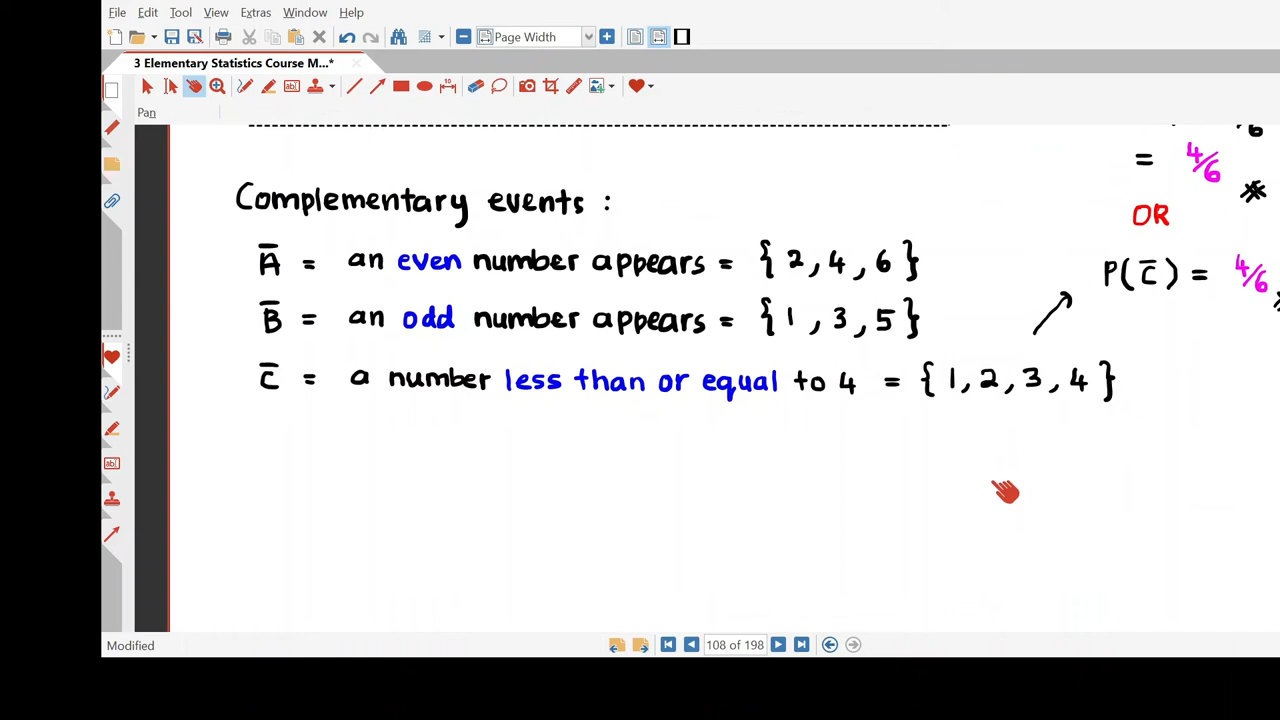 File Edit Tool View Extras Window Help
Page Width
3 Elementary Statistics Course M...*
Pan
= 4/6 *
OR
P(C̅) = 4/6
Complementary events :
A̅ = an even number appears = { 2 , 4 , 6 }
B̅ = an odd number appears = { 1 , 3 , 5 }
C̅ = a number less than or equal to 4 = { 1 , 2 , 3 , 4 }
Modified
108 of 198